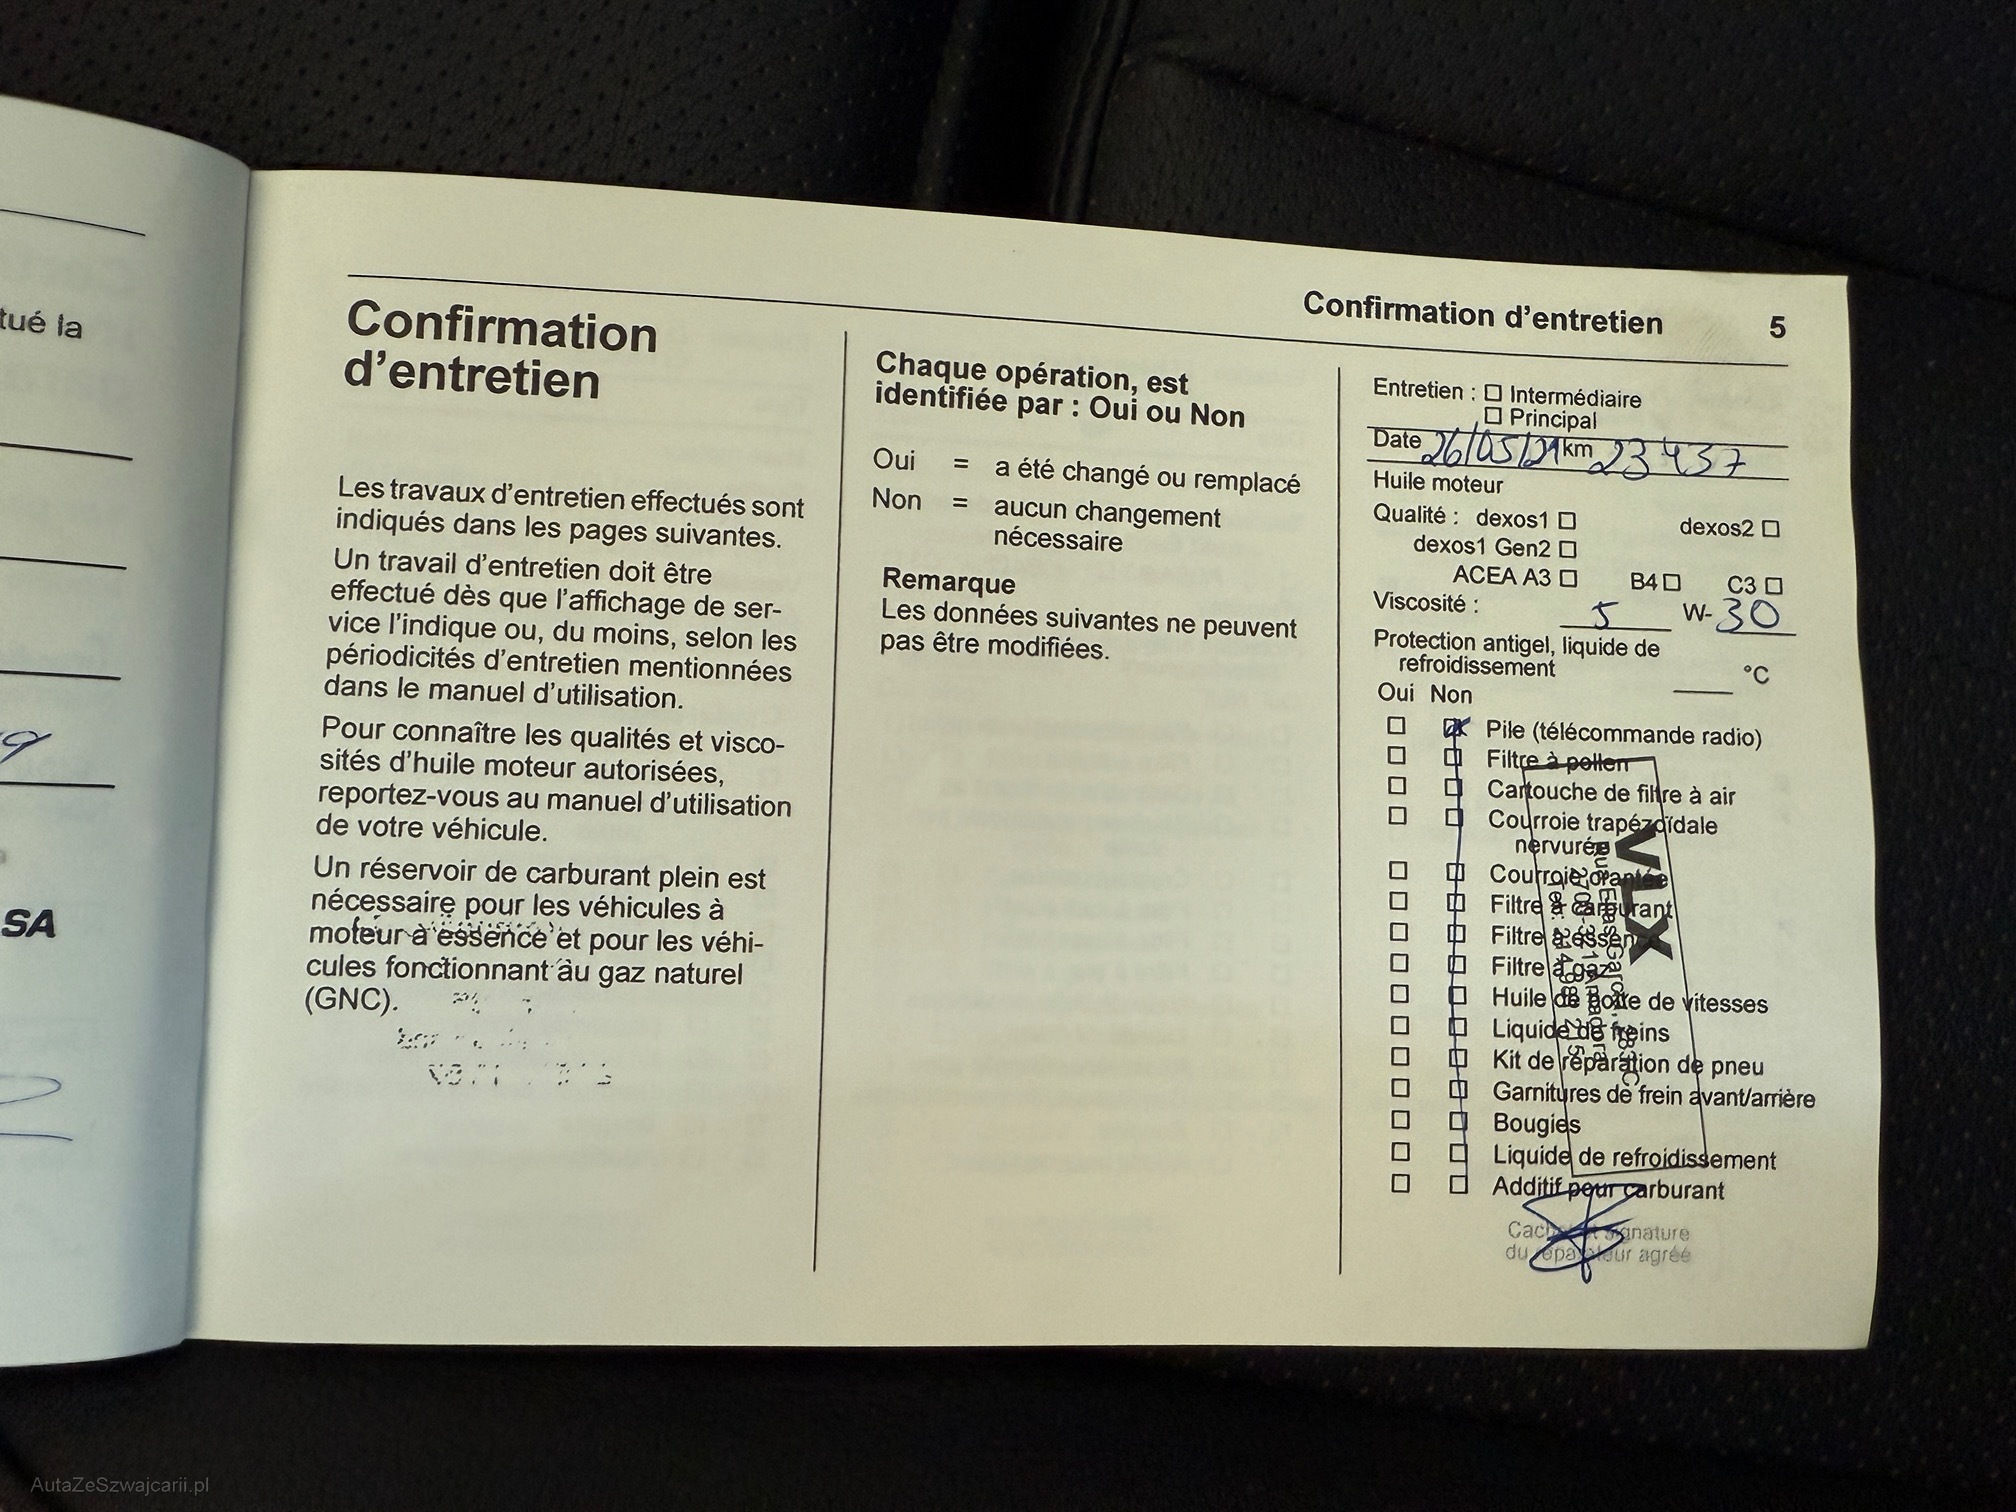 tué la
SA
Confirmation d’entretien 5
Confirmation
d’entretien
Les travaux d’entretien effectués sont
indiqués dans les pages suivantes.
Un travail d’entretien doit être
effectué dès que l’affichage de ser-
vice l’indique ou, du moins, selon les
périodicités d’entretien mentionnées
dans le manuel d’utilisation.
Pour connaître les qualités et visco-
sités d’huile moteur autorisées,
reportez-vous au manuel d’utilisation
de votre véhicule.
Un réservoir de carburant plein est
nécessaire pour les véhicules à
moteur à essence et pour les véhi-
cules fonctionnant au gaz naturel
(GNC).
Chaque opération, est
identifiée par : Oui ou Non
Oui = a été changé ou remplacé
Non = aucun changement
nécessaire
Remarque
Les données suivantes ne peuvent
pas être modifiées.
Entretien : Intermédiaire
Principal
Date 26/05/21 km 23437
Huile moteur
Qualité : dexos1 dexos2
dexos1 Gen2
ACEA A3 B4 C3
Viscosité : 5 W- 30
Protection antigel, liquide de
refroidissement °C
Oui Non
Pile (télécommande radio)
Filtre à pollen
Cartouche de filtre à air
Courroie trapézoïdale
nervurée
Courroie crantée
Filtre à carburant
Filtre à essence
Filtre à gaz
Huile de boîte de vitesses
Liquide de freins
Kit de réparation de pneu
Garnitures de frein avant/arrière
Bougies
Liquide de refroidissement
Additif pour carburant
VLX
Cachet et signature
du réparateur agréé
AutaZeSzwajcarii.pl